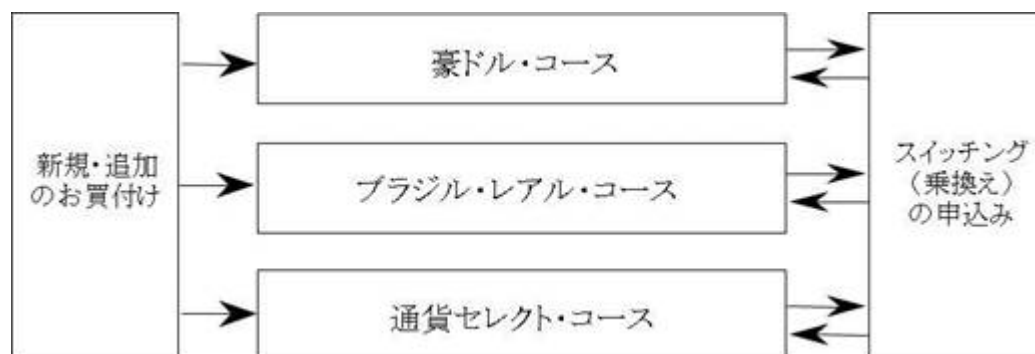 新規・追加
のお買付け
豪ドル・コース
ブラジル・レアル・コース
通貨セレクト・コース
スイッチング
（乗換え）
の申込み